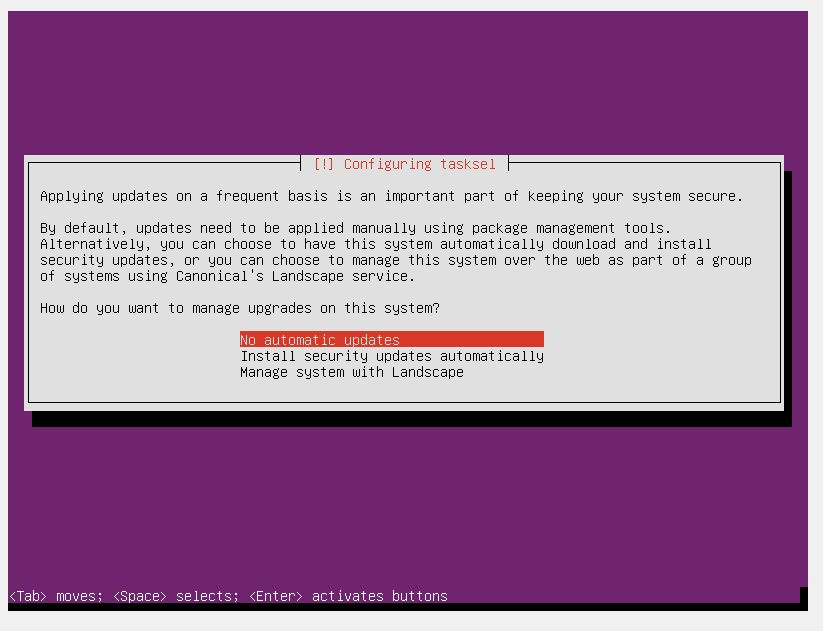 [!] Configuring tasksel
Applying updates on a frequent basis is an important part of keeping your system secure.
By default, updates need to be applied manually using package management tools.
Alternatively, you can choose to have this system automatically download and install
security updates, or you can choose to manage this system over the web as part of a group
of systems using Canonical's Landscape service.
How do you want to manage upgrades on this system?
No automatic updates
Install security updates automatically
Manage system with Landscape
<Tab> moves; <Space> selects; <Enter> activates buttons